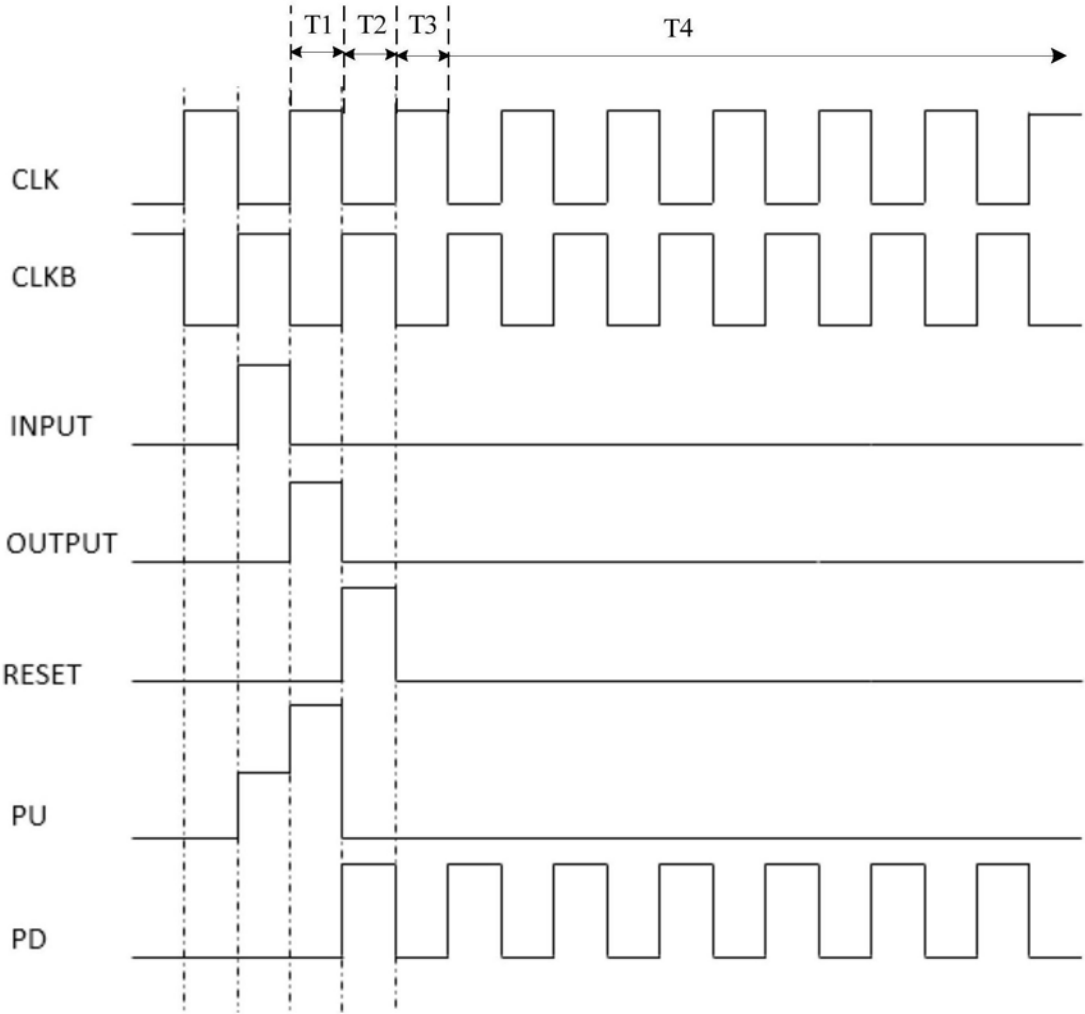 T1 T2 T3 T4
CLK
CLKB
INPUT
OUTPUT
RESET
PU
PD